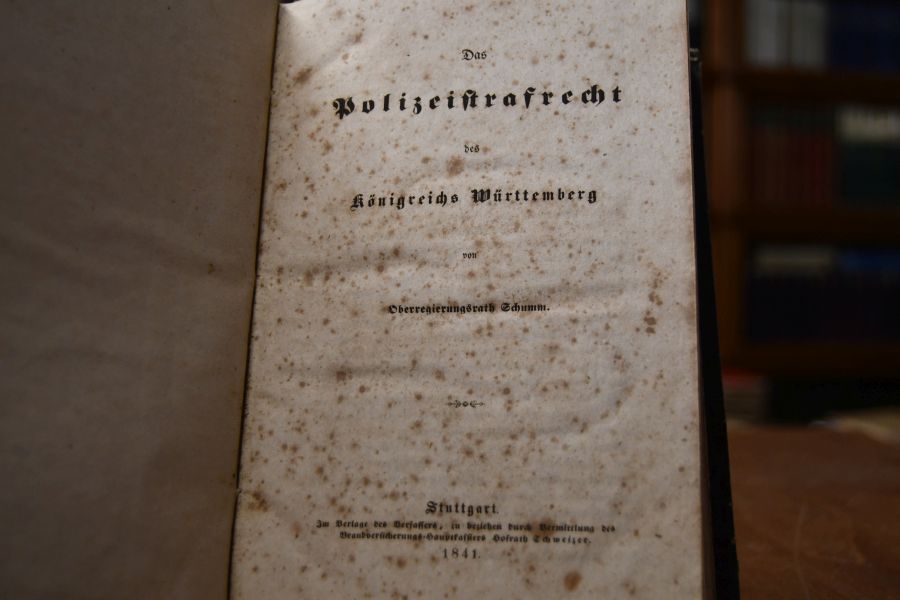 Das
Polizeistrafrecht
des
Königreichs Württemberg
von
Oberregierungsrath Schumm.
Stuttgart.
Im Verlage des Verfassers, zu beziehen durch Vermittlung des
Brandversicherungs-Hauptkassiers Hofrath Schweizer.
1841.